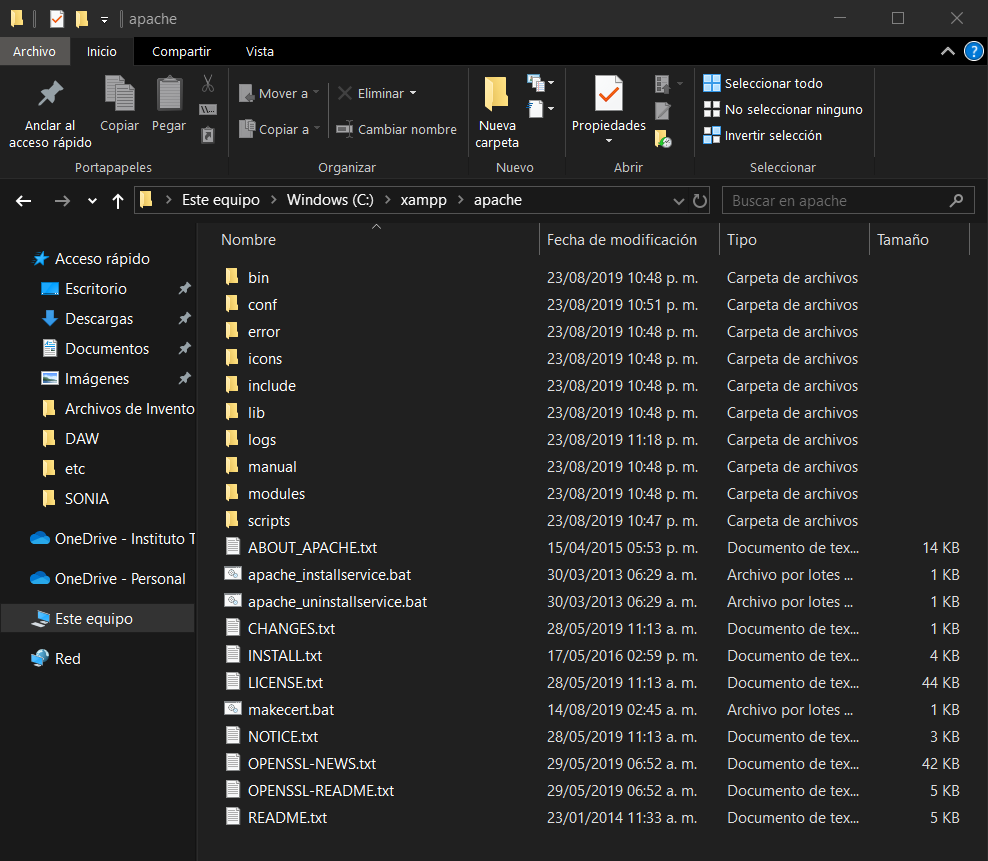 apache
Archivo Inicio Compartir Vista
Anclar al acceso rápido
Copiar
Pegar
Portapapeles
Mover a
Copiar a
Eliminar
Cambiar nombre
Organizar
Nueva carpeta
Nuevo
Propiedades
Abrir
Seleccionar todo
No seleccionar ninguno
Invertir selección
Seleccionar
Este equipo > Windows (C:) > xampp > apache
Buscar en apache
Acceso rápido
Escritorio
Descargas
Documentos
Imágenes
Archivos de Invento
DAW
etc
SONIA
OneDrive - Instituto T
OneDrive - Personal
Este equipo
Red
Nombre Fecha de modificación Tipo Tamaño
bin 23/08/2019 10:48 p. m. Carpeta de archivos
conf 23/08/2019 10:51 p. m. Carpeta de archivos
error 23/08/2019 10:48 p. m. Carpeta de archivos
icons 23/08/2019 10:48 p. m. Carpeta de archivos
include 23/08/2019 10:48 p. m. Carpeta de archivos
lib 23/08/2019 10:48 p. m. Carpeta de archivos
logs 23/08/2019 11:18 p. m. Carpeta de archivos
manual 23/08/2019 10:48 p. m. Carpeta de archivos
modules 23/08/2019 10:48 p. m. Carpeta de archivos
scripts 23/08/2019 10:47 p. m. Carpeta de archivos
ABOUT_APACHE.txt 15/04/2015 05:53 p. m. Documento de tex... 14 KB
apache_installservice.bat 30/03/2013 06:29 a. m. Archivo por lotes ... 1 KB
apache_uninstallservice.bat 30/03/2013 06:29 a. m. Archivo por lotes ... 1 KB
CHANGES.txt 28/05/2019 11:13 a. m. Documento de tex... 1 KB
INSTALL.txt 17/05/2016 02:59 p. m. Documento de tex... 4 KB
LICENSE.txt 28/05/2019 11:13 a. m. Documento de tex... 44 KB
makecert.bat 14/08/2019 02:45 a. m. Archivo por lotes ... 1 KB
NOTICE.txt 28/05/2019 11:13 a. m. Documento de tex... 3 KB
OPENSSL-NEWS.txt 29/05/2019 06:52 a. m. Documento de tex... 42 KB
OPENSSL-README.txt 29/05/2019 06:52 a. m. Documento de tex... 5 KB
README.txt 23/01/2014 11:33 a. m. Documento de tex... 5 KB